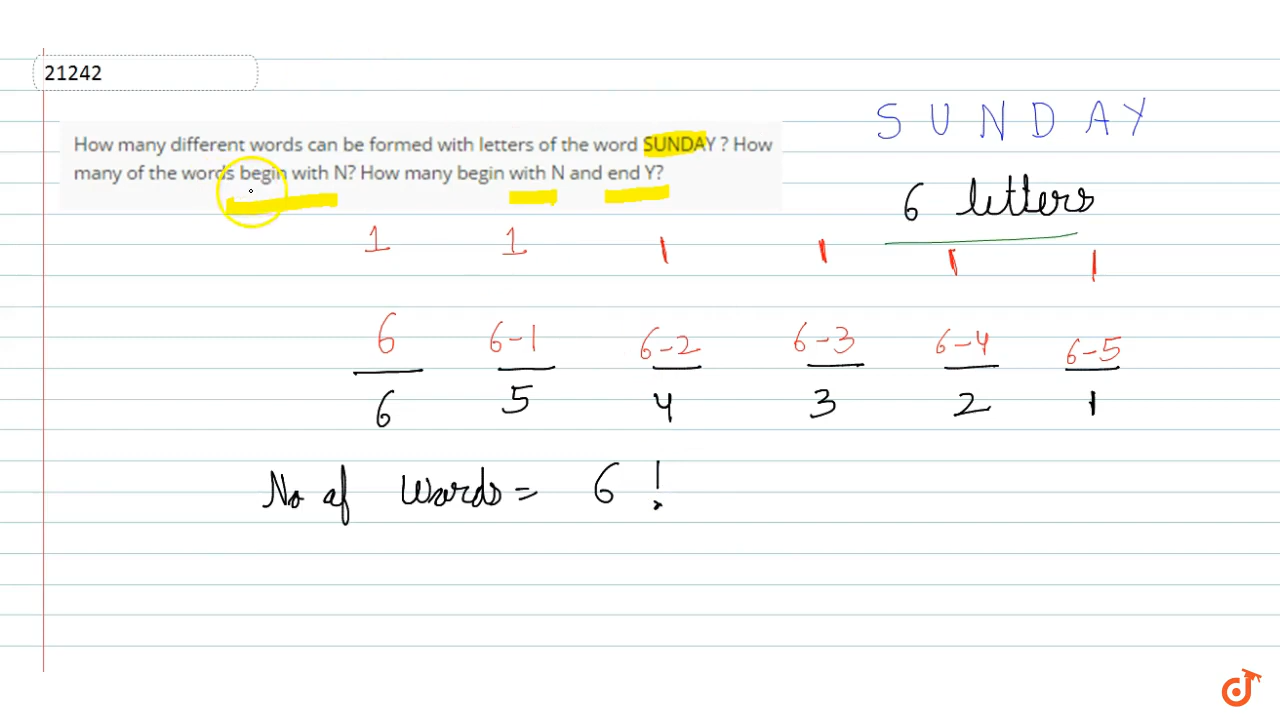 21242
S U N D A Y
How many different words can be formed with letters of the word SUNDAY ? How
many of the words begin with N? How many begin with N and end Y?
6 letters
1 1 1 1 1 1
6 6-1 6-2 6-3 6-4 6-5
6 5 4 3 2 1
No of words = 6 !